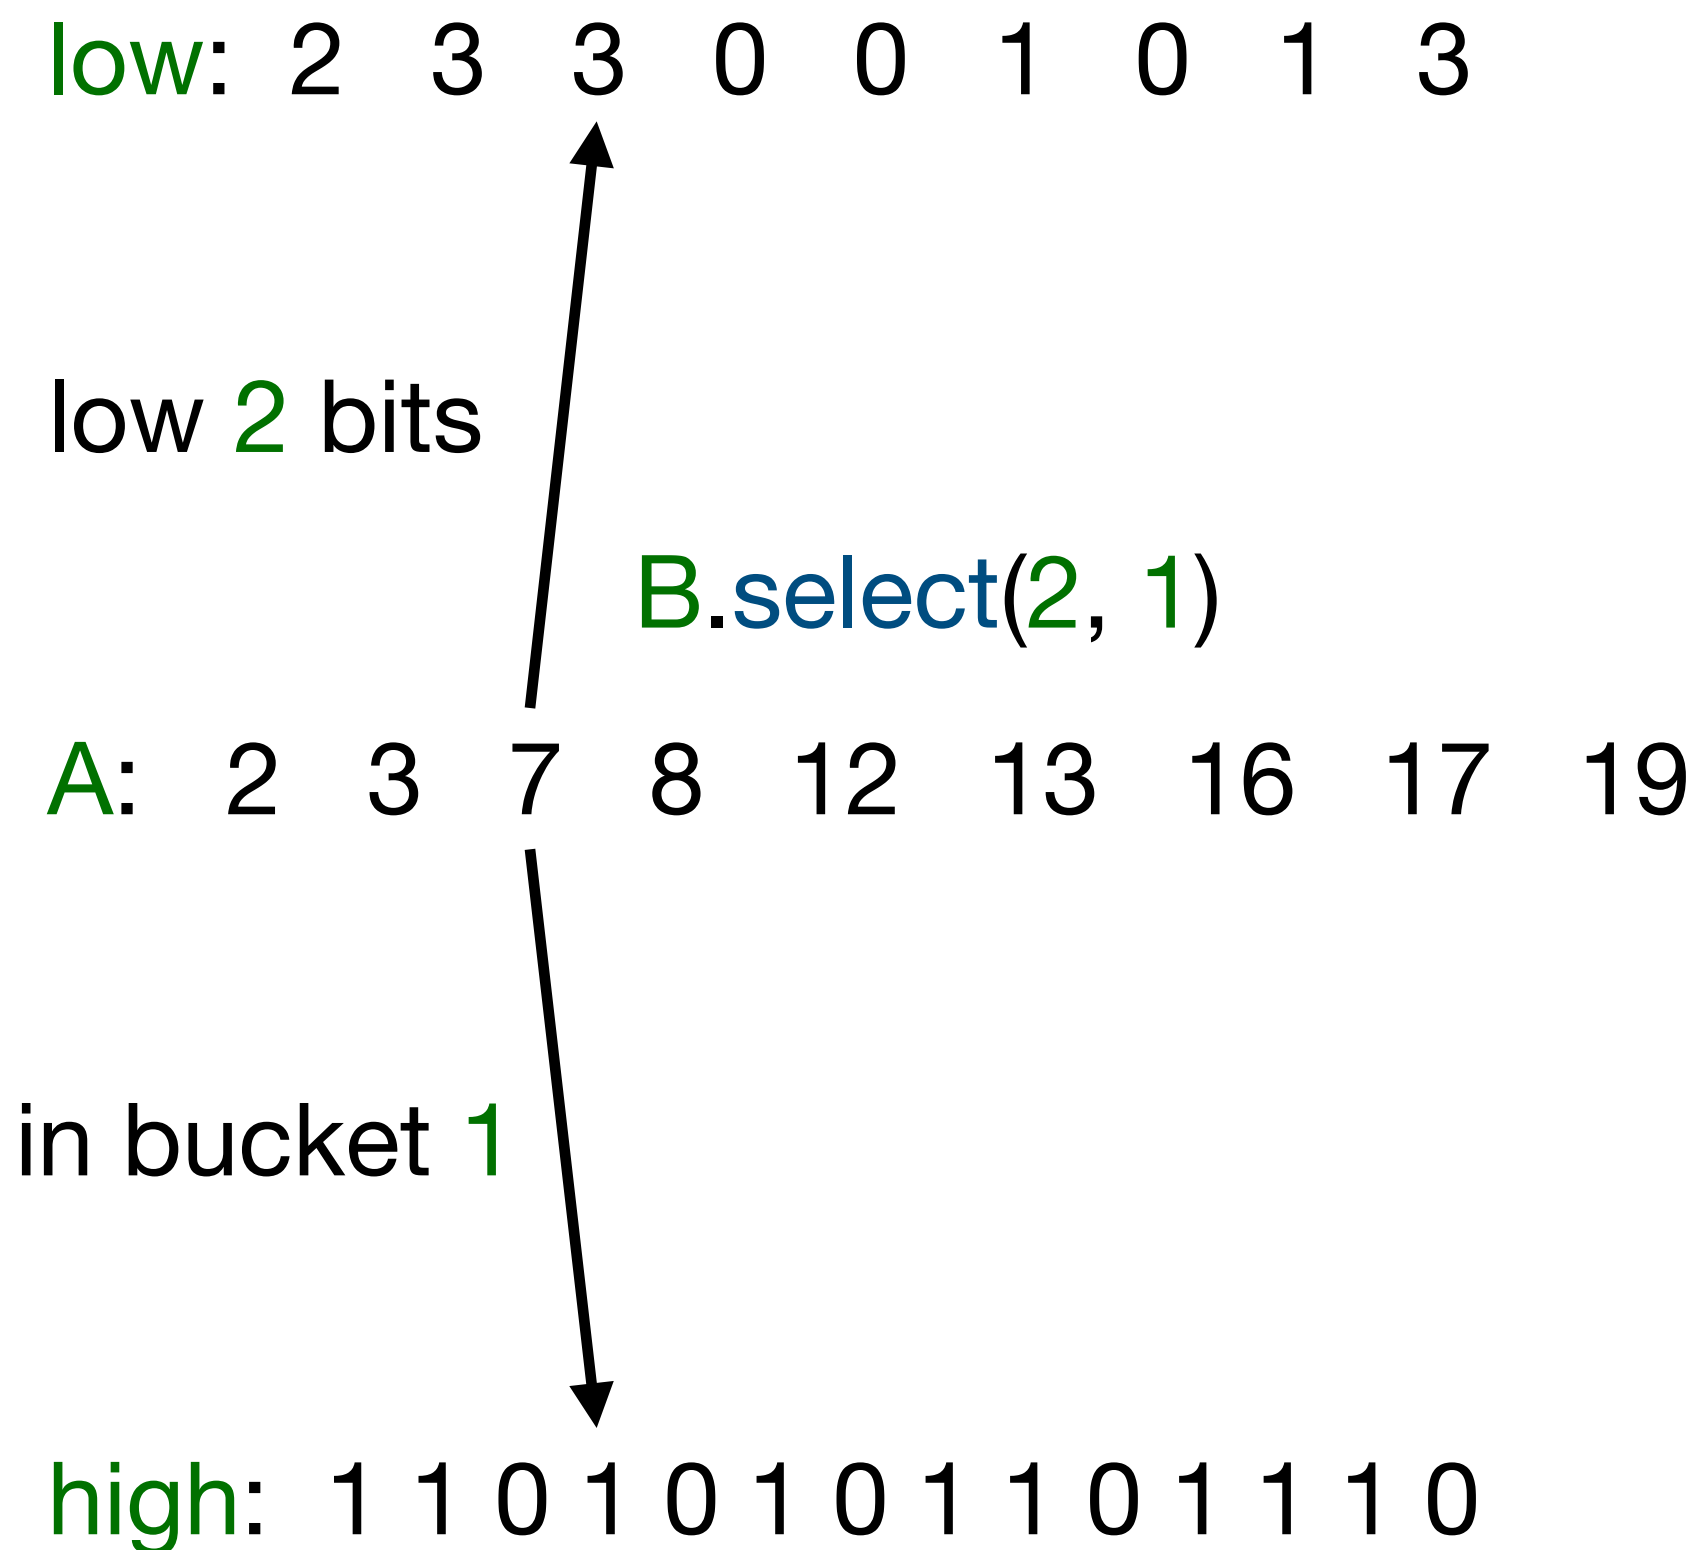 low: 2 3 3 0 0 1 0 1 3
low 2 bits
B.select(2, 1)
A: 2 3 7 8 12 13 16 17 19
in bucket 1
high: 1 1 0 1 0 1 0 1 1 0 1 1 1 0